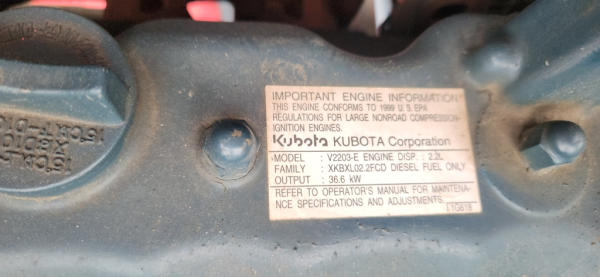 IMPORTANT ENGINE INFORMATION
THIS ENGINE CONFORMS TO 1999 U.S. EPA
REGULATIONS FOR LARGE NONROAD COMPRESSION-
IGNITION ENGINES.
Kubota KUBOTA Corporation
MODEL : V2203-E ENGINE DISP. : 2.2L
FAMILY : XKBXL02.2FCD DIESEL FUEL ONLY
OUTPUT : 36.6 kW
REFER TO OPERATOR'S MANUAL FOR MAINTENA-
NCE SPECIFICATIONS AND ADJUSTMENTS.